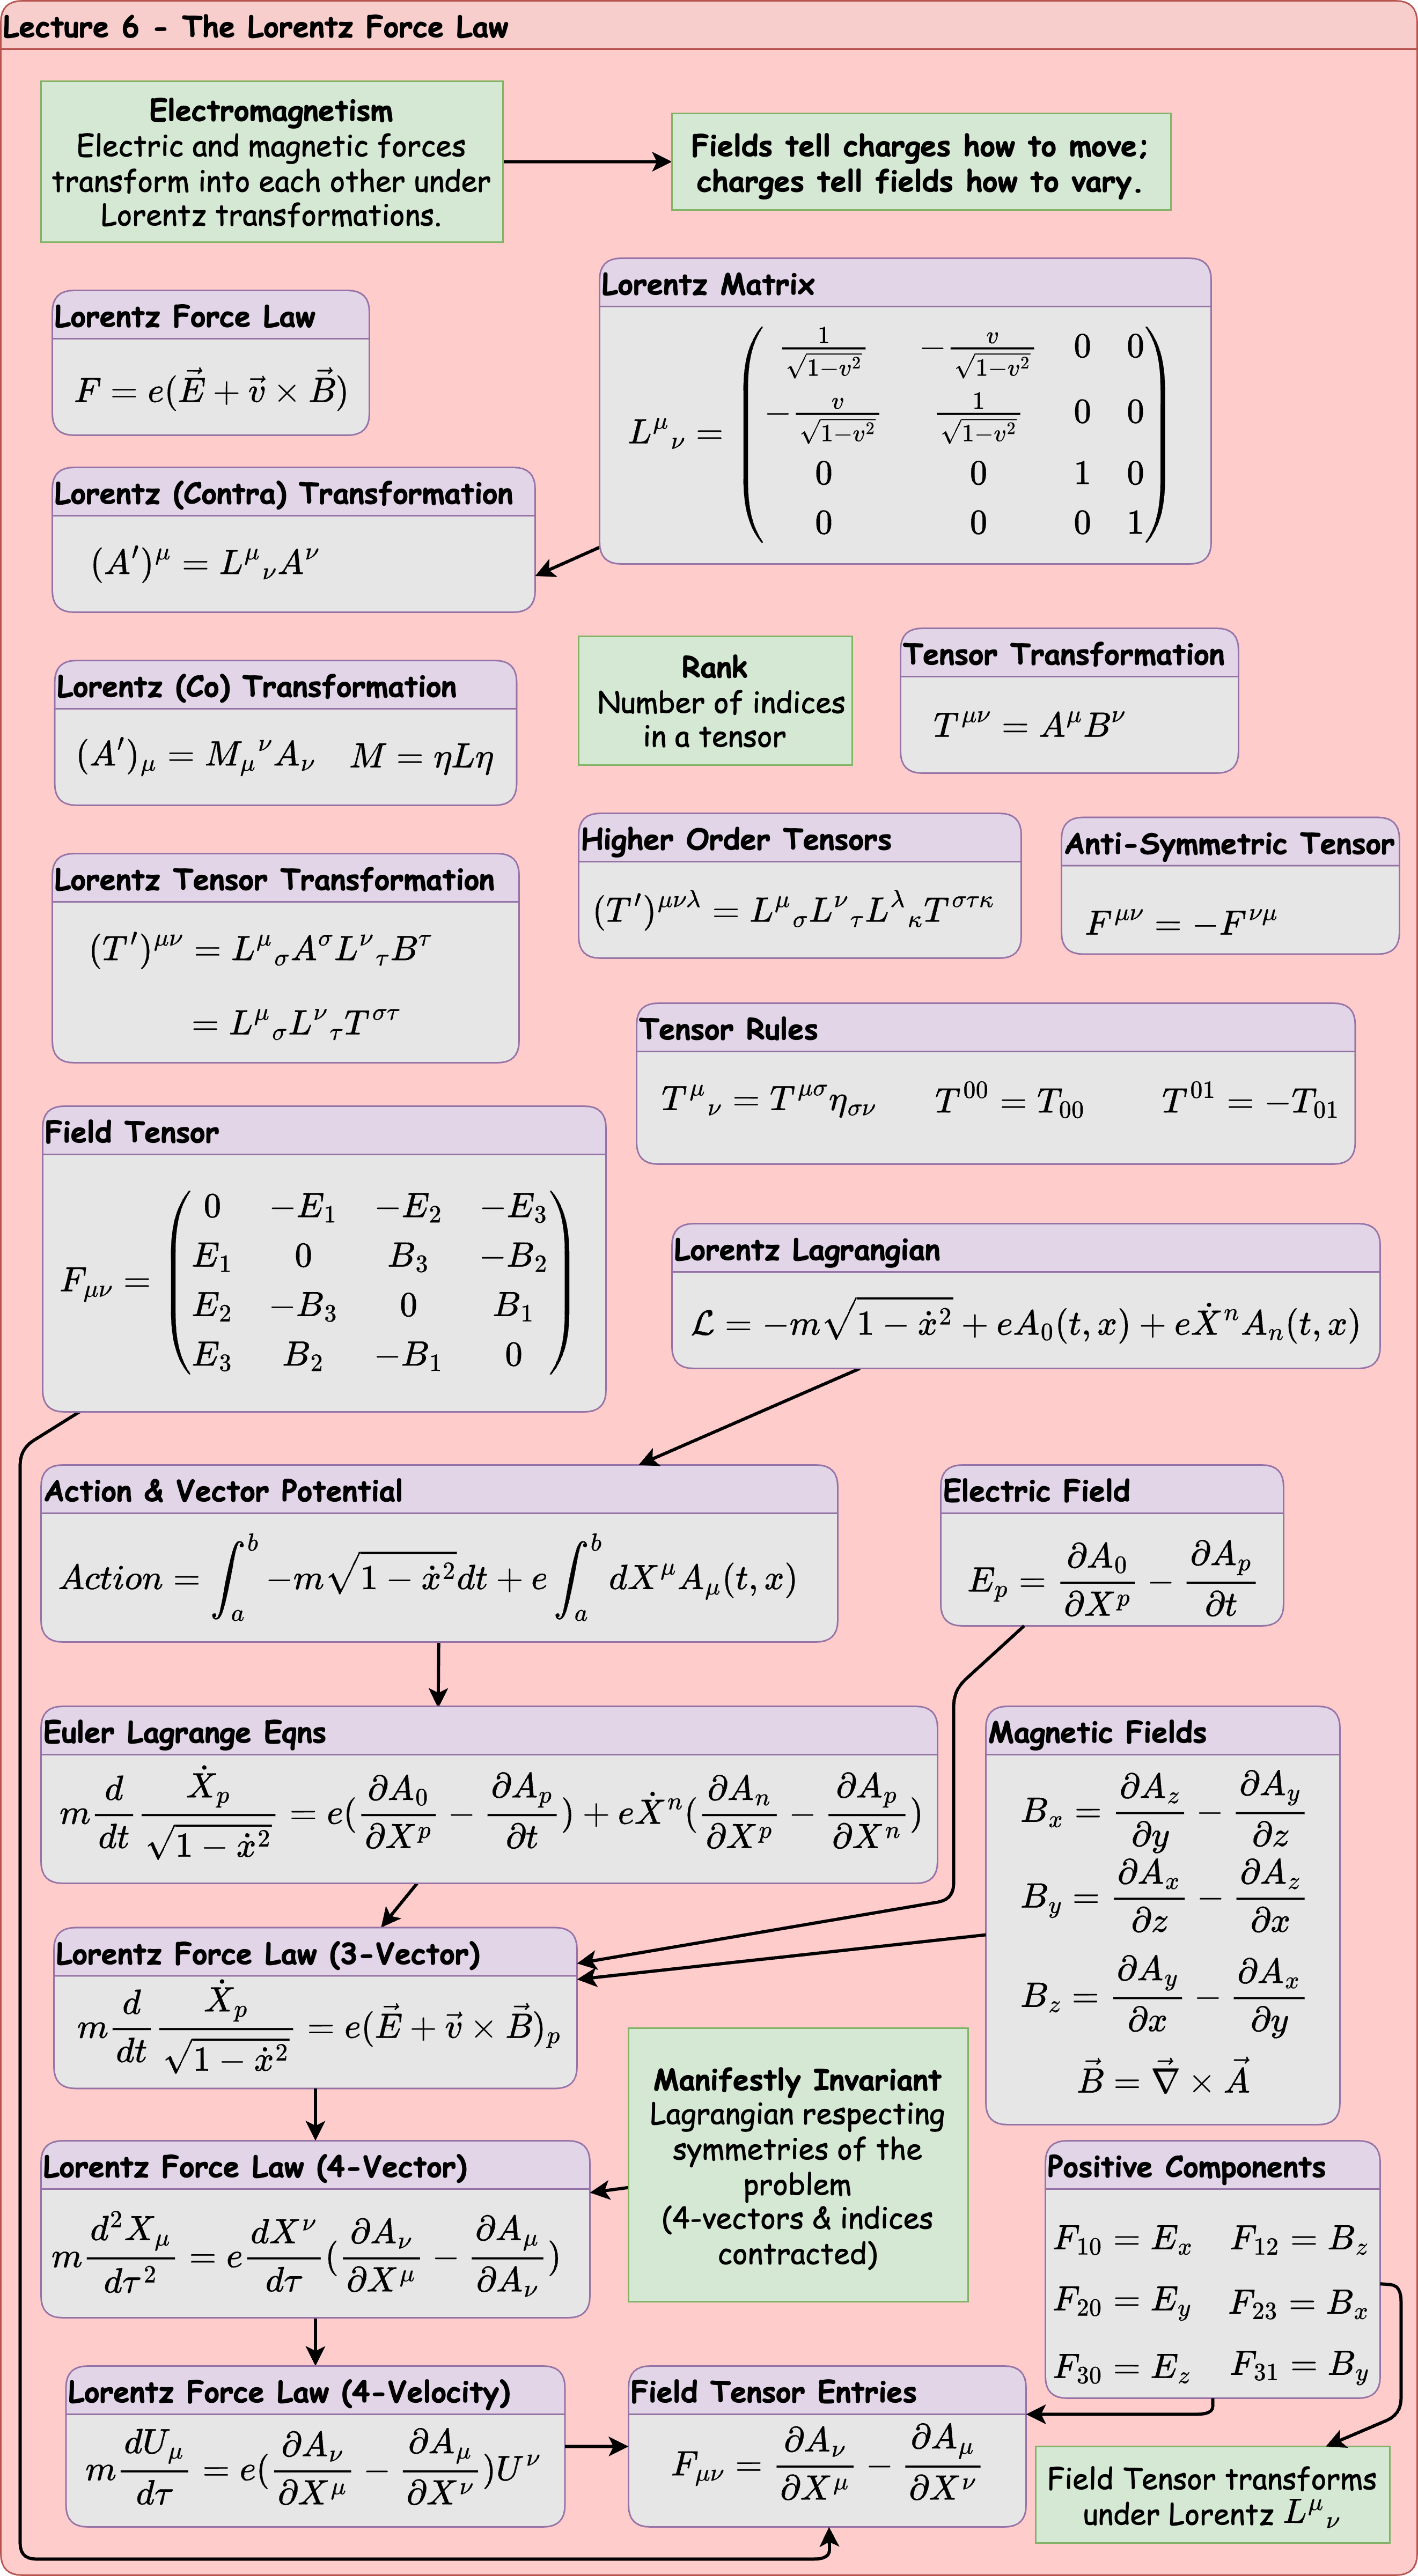 Lecture 6 - The Lorentz Force Law
Electromagnetism
Electric and magnetic forces
transform into each other under
Lorentz transformations.
Fields tell charges how to move;
charges tell fields how to vary.
Lorentz Force Law
$F = e(\vec{E} + \vec{v} \times \vec{B})$
Lorentz Matrix
$L^{\mu}{}_{\nu} = \begin{pmatrix} \frac{1}{\sqrt{1-v^2}} & -\frac{v}{\sqrt{1-v^2}} & 0 & 0 \\ -\frac{v}{\sqrt{1-v^2}} & \frac{1}{\sqrt{1-v^2}} & 0 & 0 \\ 0 & 0 & 1 & 0 \\ 0 & 0 & 0 & 1 \end{pmatrix}$
Lorentz (Contra) Transformation
$(A')^{\mu} = L^{\mu}{}_{\nu} A^{\nu}$
Lorentz (Co) Transformation
$(A')_{\mu} = M_{\mu}{}^{\nu} A_{\nu} \quad M = \eta L \eta$
Rank
Number of indices
in a tensor
Tensor Transformation
$T^{\mu\nu} = A^{\mu} B^{\nu}$
Lorentz Tensor Transformation
$(T')^{\mu\nu} = L^{\mu}{}_{\sigma} A^{\sigma} L^{\nu}{}_{\tau} B^{\tau}$
$= L^{\mu}{}_{\sigma} L^{\nu}{}_{\tau} T^{\sigma\tau}$
Higher Order Tensors
$(T')^{\mu\nu\lambda} = L^{\mu}{}_{\sigma} L^{\nu}{}_{\tau} L^{\lambda}{}_{\kappa} T^{\sigma\tau\kappa}$
Anti-Symmetric Tensor
$F^{\mu\nu} = -F^{\nu\mu}$
Tensor Rules
$T^{\mu}{}_{\nu} = T^{\mu\sigma} \eta_{\sigma\nu} \quad T^{00} = T_{00} \quad T^{01} = -T_{01}$
Field Tensor
$F_{\mu\nu} = \begin{pmatrix} 0 & -E_1 & -E_2 & -E_3 \\ E_1 & 0 & B_3 & -B_2 \\ E_2 & -B_3 & 0 & B_1 \\ E_3 & B_2 & -B_1 & 0 \end{pmatrix}$
Lorentz Lagrangian
$\mathcal{L} = -m\sqrt{1-\dot{x}^2} + eA_0(t,x) + e\dot{X}^n A_n(t,x)$
Action & Vector Potential
$Action = \int_a^b -m\sqrt{1-\dot{x}^2}dt + e\int_a^b dX^{\mu} A_{\mu}(t,x)$
Electric Field
$E_p = \frac{\partial A_0}{\partial X^p} - \frac{\partial A_p}{\partial t}$
Euler Lagrange Eqns
$m\frac{d}{dt}\frac{\dot{X}_p}{\sqrt{1-\dot{x}^2}} = e(\frac{\partial A_0}{\partial X^p} - \frac{\partial A_p}{\partial t}) + e\dot{X}^n(\frac{\partial A_n}{\partial X^p} - \frac{\partial A_p}{\partial X^n})$
Magnetic Fields
$B_x = \frac{\partial A_z}{\partial y} - \frac{\partial A_y}{\partial z}$
$B_y = \frac{\partial A_x}{\partial z} - \frac{\partial A_z}{\partial x}$
$B_z = \frac{\partial A_y}{\partial x} - \frac{\partial A_x}{\partial y}$
$\vec{B} = \vec{\nabla} \times \vec{A}$
Lorentz Force Law (3-Vector)
$m\frac{d}{dt}\frac{\dot{X}_p}{\sqrt{1-\dot{x}^2}} = e(\vec{E} + \vec{v} \times \vec{B})_p$
Manifestly Invariant
Lagrangian respecting
symmetries of the
problem
(4-vectors & indices
contracted)
Lorentz Force Law (4-Vector)
$m\frac{d^2X_{\mu}}{d\tau^2} = e\frac{dX^{\nu}}{d\tau}(\frac{\partial A_{\nu}}{\partial X^{\mu}} - \frac{\partial A_{\mu}}{\partial A_{\nu}})$
Positive Components
$F_{10} = E_x \quad F_{12} = B_z$
$F_{20} = E_y \quad F_{23} = B_x$
$F_{30} = E_z \quad F_{31} = B_y$
Lorentz Force Law (4-Velocity)
$m\frac{dU_{\mu}}{d\tau} = e(\frac{\partial A_{\nu}}{\partial X^{\mu}} - \frac{\partial A_{\mu}}{\partial X^{\nu}})U^{\nu}$
Field Tensor Entries
$F_{\mu\nu} = \frac{\partial A_{\nu}}{\partial X^{\mu}} - \frac{\partial A_{\mu}}{\partial X^{\nu}}$
Field Tensor transforms
under Lorentz $L^{\mu}{}_{\nu}$